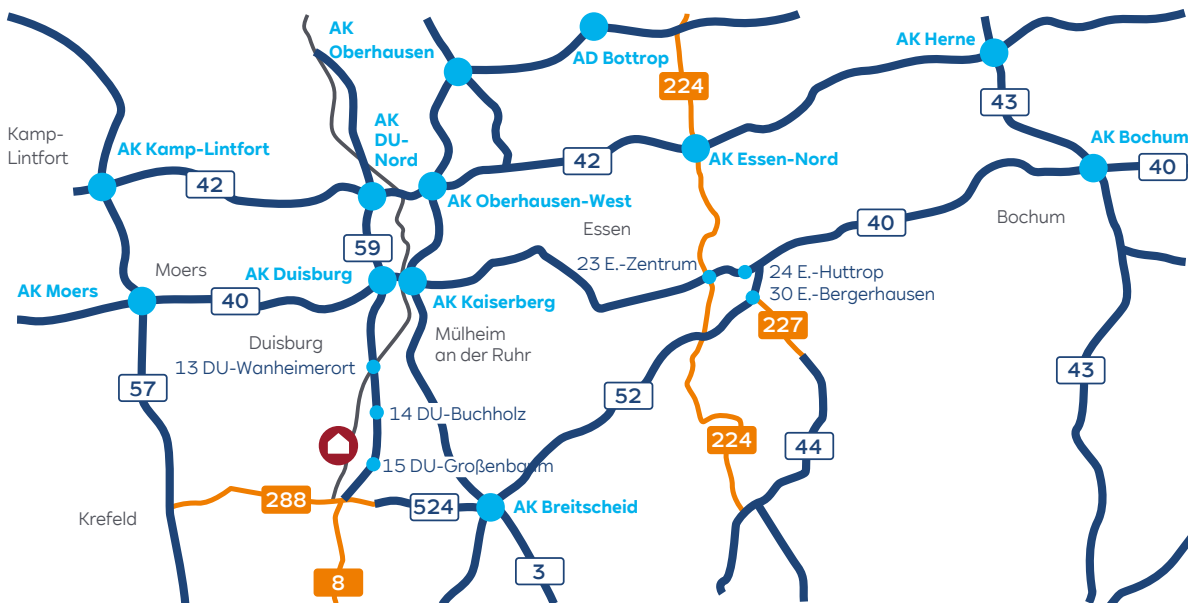 AK
Oberhausen
AD Bottrop
AK Herne
224
43
Kamp-
Lintfort
AK Kamp-Lintfort
AK
DU-
Nord
42
AK Essen-Nord
AK Bochum
40
42
AK Oberhausen-West
Essen
40
Bochum
59
Moers
AK Duisburg
23 E.-Zentrum
24 E.-Huttrop
30 E.-Bergerhausen
AK Moers
40
AK Kaiserberg
227
Duisburg
Mülheim
an der Ruhr
13 DU-Wanheimerort
57
52
43
14 DU-Buchholz
224
44
15 DU-Großenbaum
288
524
AK Breitscheid
Krefeld
8
3